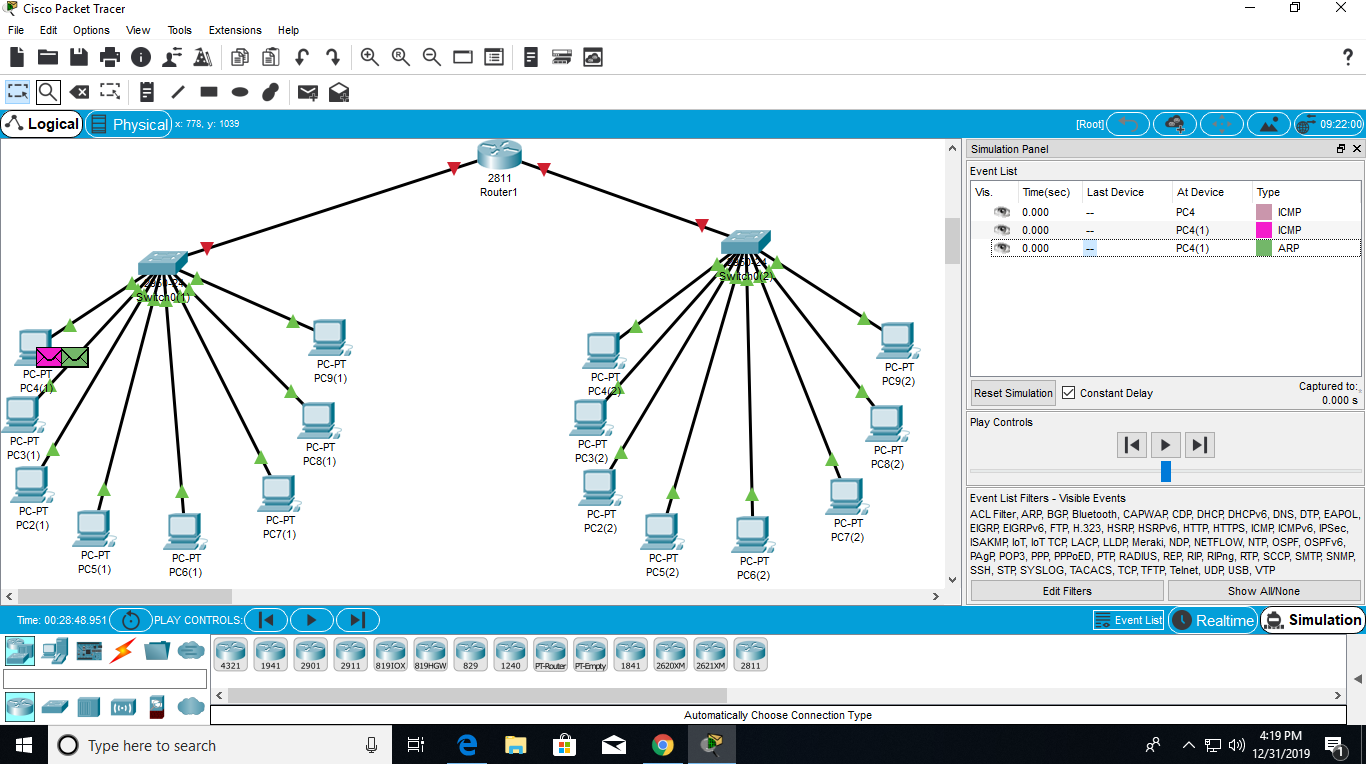 Cisco Packet Tracer
File Edit Options View Tools Extensions Help
Logical
Physical
x: 778, y: 1039
[Root]
09:22:00
2811
Router1
Switch0(1)
Switch0(2)
PC-PT
PC4(1)
PC-PT
PC3(1)
PC-PT
PC2(1)
PC-PT
PC5(1)
PC-PT
PC6(1)
PC-PT
PC7(1)
PC-PT
PC8(1)
PC-PT
PC9(1)
PC-PT
PC4(2)
PC-PT
PC3(2)
PC-PT
PC2(2)
PC-PT
PC5(2)
PC-PT
PC6(2)
PC-PT
PC7(2)
PC-PT
PC8(2)
PC-PT
PC9(2)
Simulation Panel
Event List
Vis. Time(sec) Last Device At Device Type
0.000 -- PC4 ICMP
0.000 -- PC4(1) ICMP
0.000 -- PC4(1) ARP
Reset Simulation
Constant Delay
Captured to:
0.000 s
Play Controls
Event List Filters - Visible Events
ACL Filter, ARP, BGP, Bluetooth, CAPWAP, CDP, DHCP, DHCPv6, DNS, DTP, EAPOL,
EIGRP, EIGRPv6, FTP, H.323, HSRP, HSRPv6, HTTP, HTTPS, ICMP, ICMPv6, IPSec,
ISAKMP, IoT, IoT TCP, LACP, LLDP, Meraki, NDP, NETFLOW, NTP, OSPF, OSPFv6,
PAgP, POP3, PPP, PPPoED, PTP, RADIUS, REP, RIP, RIPng, RTP, SCCP, SMTP, SNMP,
SSH, STP, SYSLOG, TACACS, TCP, TFTP, Telnet, UDP, USB, VTP
Edit Filters
Show All/None
Time: 00:28:48.951
PLAY CONTROLS:
Event List
Realtime
Simulation
4321 1941 2901 2911 819IOX 819HGW 829 1240 PT-Router PT-Empty 1841 2620XM 2621XM 2811
Automatically Choose Connection Type
Type here to search
4:19 PM
12/31/2019
1